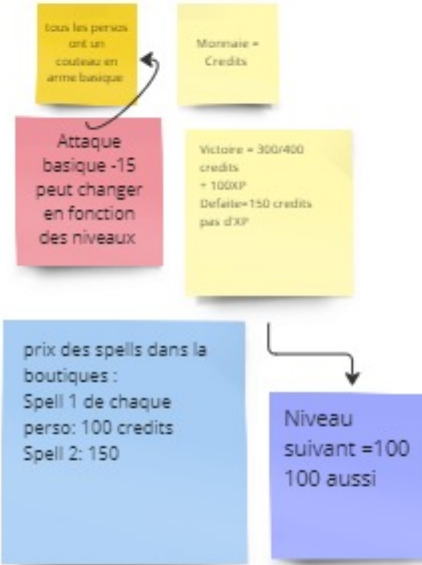 tous les persos
ont un
couteau en
arme basique
Monnaie =
Credits
Attaque
basique -15
peut changer
en fonction
des niveaux
Victoire = 300/400
credits
+ 100XP
Defaite=150 credits
pas d'XP
prix des spells dans la
boutiques :
Spell 1 de chaque
perso: 100 credits
Spell 2: 150
Niveau
suivant =100
100 aussi